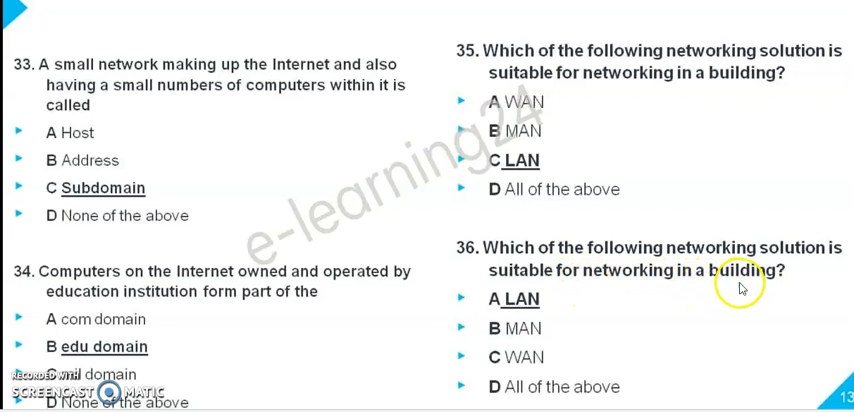 33. A small network making up the Internet and also
having a small numbers of computers within it is
called
A Host
B Address
C Subdomain
D None of the above
34. Computers on the Internet owned and operated by
education institution form part of the
A com domain
B edu domain
domain
D None of the above
35. Which of the following networking solution is
suitable for networking in a building?
A WAN
B MAN
C LAN
D All of the above
36. Which of the following networking solution is
suitable for networking in a building?
A LAN
B MAN
C WAN
D All of the above
e-learning24
RECORDED WITH
SCREENCAST MATIC
13